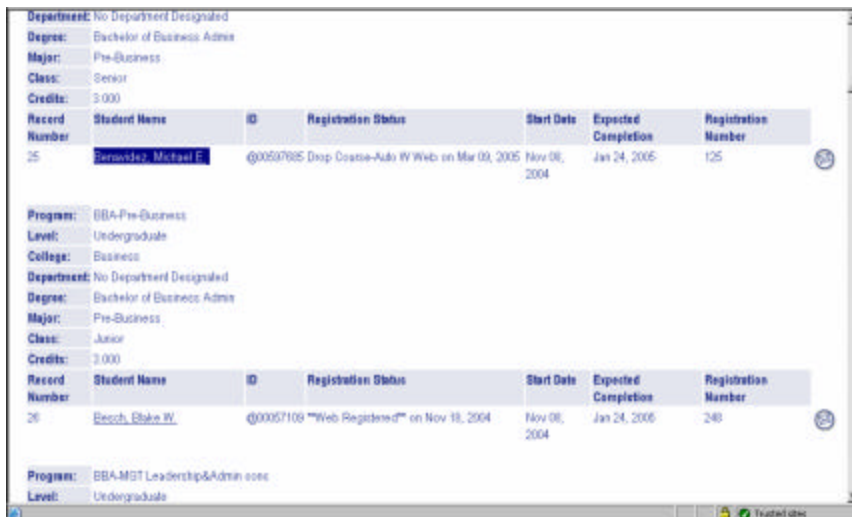 Department: No Department Designated
Degree: Bachelor of Business Admin
Major: Pre-Business
Class: Senior
Credits: 3.000
Record Number Student Name ID Registration Status Start Date Expected Completion Registration Number
25 Benavidez, Michael E. @00597685 Drop Course-Auto W Web on Mar 09, 2005 Nov 08, 2004 Jan 24, 2005 125
Program: BBA-Pre-Business
Level: Undergraduate
College: Business
Department: No Department Designated
Degree: Bachelor of Business Admin
Major: Pre-Business
Class: Junior
Credits: 3.000
Record Number Student Name ID Registration Status Start Date Expected Completion Registration Number
26 Besch, Blake W. @00057109 **Web Registered** on Nov 18, 2004 Nov 08, 2004 Jan 24, 2005 248
Program: BBA-MGT Leadership&Admin conc
Level: Undergraduate
Trusted sites